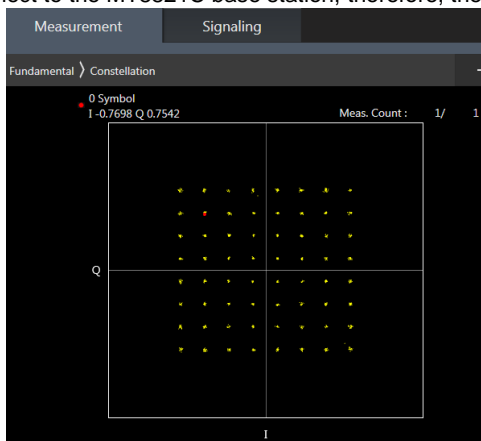 Measurement Signaling
Fundamental 〉 Constellation
0 Symbol
I -0.7698 Q 0.7542 Meas. Count : 1/ 1
Q
I